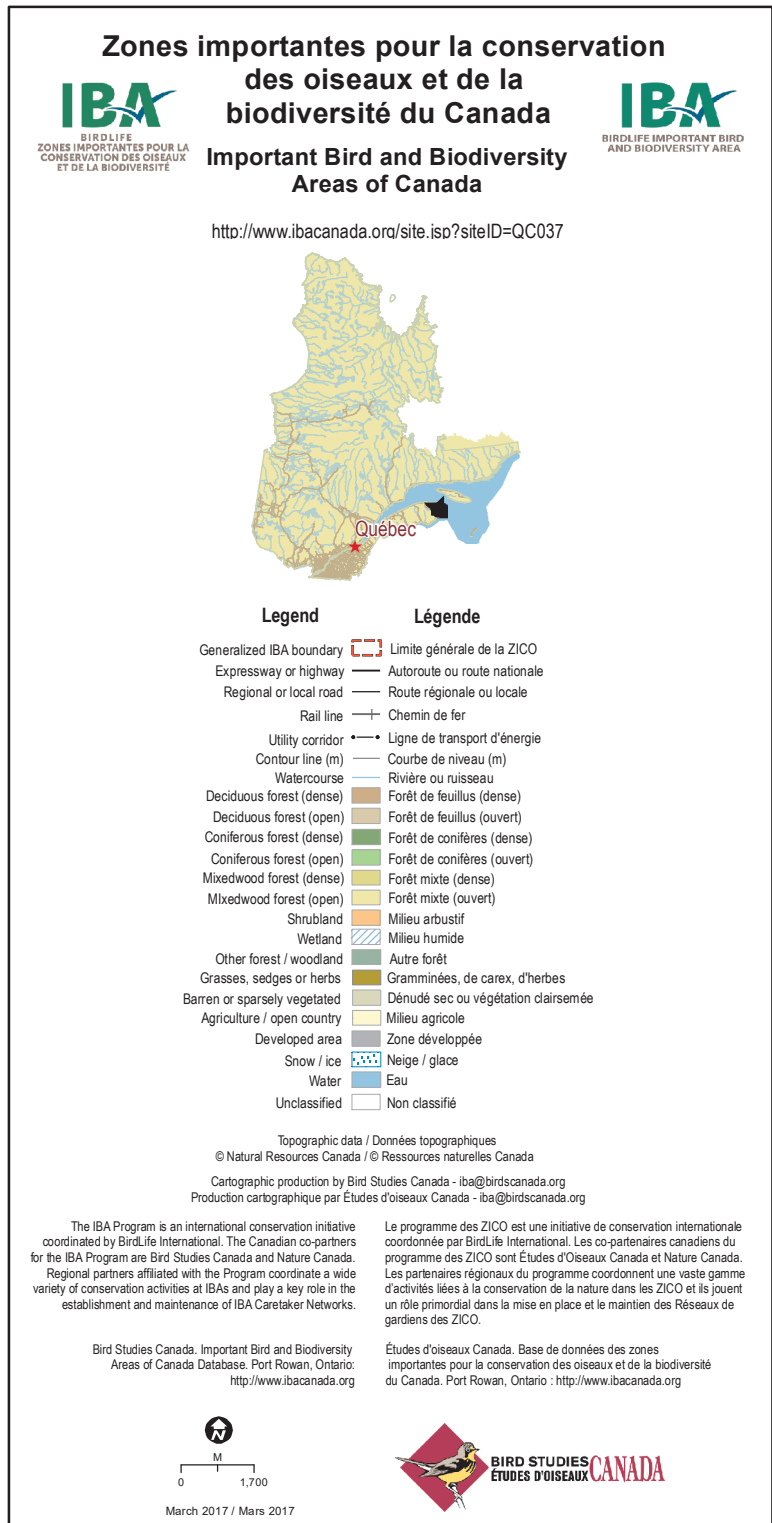 Zones importantes pour la conservation
des oiseaux et de la
biodiversité du Canada
IBA
BIRDLIFE
ZONES IMPORTANTES POUR LA
CONSERVATION DES OISEAUX
ET DE LA BIODIVERSITÉ
IBA
BIRDLIFE IMPORTANT BIRD
AND BIODIVERSITY AREA
Important Bird and Biodiversity
Areas of Canada
http://www.ibacanada.org/site.jsp?siteID=QC037
Québec
Legend Légende
Generalized IBA boundary Limite générale de la ZICO
Expressway or highway Autoroute ou route nationale
Regional or local road Route régionale ou locale
Rail line Chemin de fer
Utility corridor Ligne de transport d'énergie
Contour line (m) Courbe de niveau (m)
Watercourse Rivière ou ruisseau
Deciduous forest (dense) Forêt de feuillus (dense)
Deciduous forest (open) Forêt de feuillus (ouvert)
Coniferous forest (dense) Forêt de conifères (dense)
Coniferous forest (open) Forêt de conifères (ouvert)
Mixedwood forest (dense) Forêt mixte (dense)
MIxedwood forest (open) Forêt mixte (ouvert)
Shrubland Milieu arbustif
Wetland Milieu humide
Other forest / woodland Autre forêt
Grasses, sedges or herbs Gramminées, de carex, d'herbes
Barren or sparsely vegetated Dénudé sec ou végétation clairsemée
Agriculture / open country Milieu agricole
Developed area Zone développée
Snow / ice Neige / glace
Water Eau
Unclassified Non classifié
Topographic data / Données topographiques
© Natural Resources Canada / © Ressources naturelles Canada
Cartographic production by Bird Studies Canada - iba@birdscanada.org
Production cartographique par Études d'oiseaux Canada - iba@birdscanada.org
The IBA Program is an international conservation initiative
coordinated by BirdLife International. The Canadian co-partners
for the IBA Program are Bird Studies Canada and Nature Canada.
Regional partners affiliated with the Program coordinate a wide
variety of conservation activities at IBAs and play a key role in the
establishment and maintenance of IBA Caretaker Networks.
Le programme des ZICO est une initiative de conservation internationale
coordonnée par BirdLife International. Les co-partenaires canadiens du
programme des ZICO sont Études d'Oiseaux Canada et Nature Canada.
Les partenaires régionaux du programme coordonnent une vaste gamme
d'activités liées à la conservation de la nature dans les ZICO et ils jouent
un rôle primordial dans la mise en place et le maintien des Réseaux de
gardiens des ZICO.
Bird Studies Canada. Important Bird and Biodiversity
Areas of Canada Database. Port Rowan, Ontario:
http://www.ibacanada.org
Études d'oiseaux Canada. Base de données des zones
importantes pour la conservation des oiseaux et de la biodiversité
du Canada. Port Rowan, Ontario : http://www.ibacanada.org
N
M
0 1,700
March 2017 / Mars 2017
BIRD STUDIES
ÉTUDES D'OISEAUX CANADA